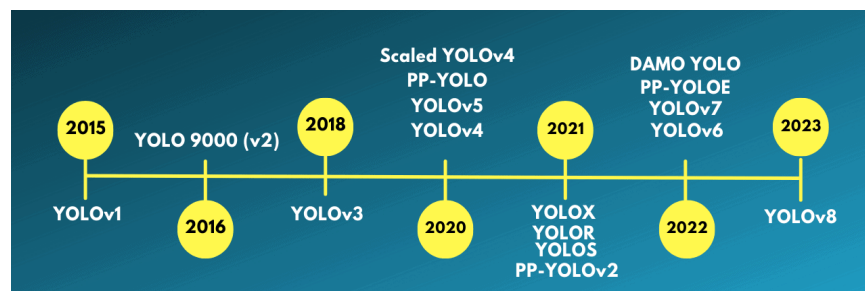 2015
YOLOv1
YOLO 9000 (v2)
2016
2018
YOLOv3
Scaled YOLOv4
PP-YOLO
YOLOv5
YOLOv4
2020
2021
YOLOX
YOLOR
YOLOS
PP-YOLOv2
DAMO YOLO
PP-YOLOE
YOLOv7
YOLOv6
2022
2023
YOLOv8